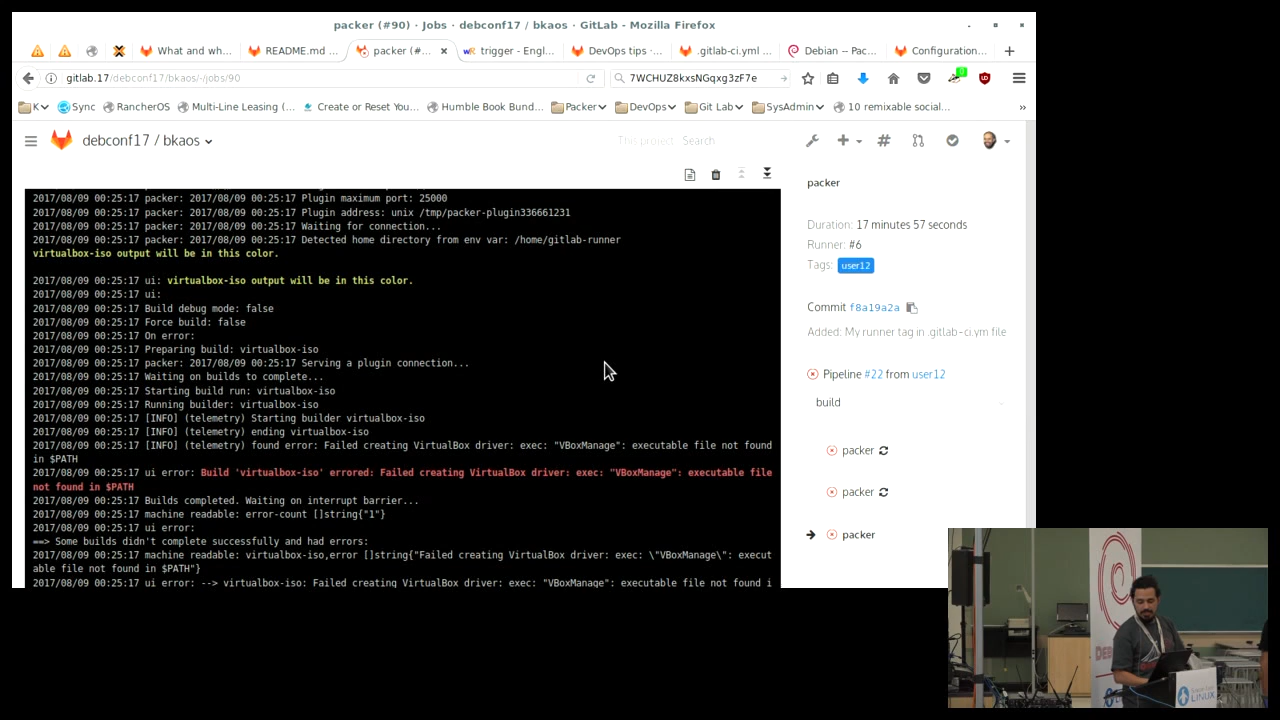 packer (#90) · Jobs · debconf17 / bkaos · GitLab - Mozilla Firefox
What and wh... README.md ... packer (#... × trigger - Engl... DevOps tips ·... .gitlab-ci.yml ... Debian -- Pac... Configuration...
gitlab.17/debconf17/bkaos/-/jobs/90 7WCHUZ8kxsNGqxg3zF7e
K Sync RancherOS Multi-Line Leasing (... Create or Reset You... Humble Book Bund... Packer DevOps Git Lab SysAdmin 10 remixable social... »
debconf17 / bkaos This project Search
2017/08/09 00:25:17 packer: 2017/08/09 00:25:17 Plugin maximum port: 25000
2017/08/09 00:25:17 packer: 2017/08/09 00:25:17 Plugin address: unix /tmp/packer-plugin336661231
2017/08/09 00:25:17 packer: 2017/08/09 00:25:17 Waiting for connection...
2017/08/09 00:25:17 packer: 2017/08/09 00:25:17 Detected home directory from env var: /home/gitlab-runner
virtualbox-iso output will be in this color.
2017/08/09 00:25:17 ui: virtualbox-iso output will be in this color.
2017/08/09 00:25:17 ui:
2017/08/09 00:25:17 Build debug mode: false
2017/08/09 00:25:17 Force build: false
2017/08/09 00:25:17 On error:
2017/08/09 00:25:17 Preparing build: virtualbox-iso
2017/08/09 00:25:17 packer: 2017/08/09 00:25:17 Serving a plugin connection...
2017/08/09 00:25:17 Waiting on builds to complete...
2017/08/09 00:25:17 Starting build run: virtualbox-iso
2017/08/09 00:25:17 Running builder: virtualbox-iso
2017/08/09 00:25:17 [INFO] (telemetry) Starting builder virtualbox-iso
2017/08/09 00:25:17 [INFO] (telemetry) ending virtualbox-iso
2017/08/09 00:25:17 [INFO] (telemetry) found error: Failed creating VirtualBox driver: exec: "VBoxManage": executable file not found
in $PATH
2017/08/09 00:25:17 ui error: Build 'virtualbox-iso' errored: Failed creating VirtualBox driver: exec: "VBoxManage": executable file
not found in $PATH
2017/08/09 00:25:17 Builds completed. Waiting on interrupt barrier...
2017/08/09 00:25:17 machine readable: error-count []string{"1"}
2017/08/09 00:25:17 ui error:
==> Some builds didn't complete successfully and had errors:
2017/08/09 00:25:17 machine readable: virtualbox-iso,error []string{"Failed creating VirtualBox driver: exec: \"VBoxManage\": execut
able file not found in $PATH"}
2017/08/09 00:25:17 ui error: --> virtualbox-iso: Failed creating VirtualBox driver: exec: "VBoxManage": executable file not found i
packer
Duration: 17 minutes 57 seconds
Runner: #6
Tags: user12
Commit f8a19a2a
Added: My runner tag in .gitlab-ci.ym file
Pipeline #22 from user12
build
packer
packer
packer
LINUX